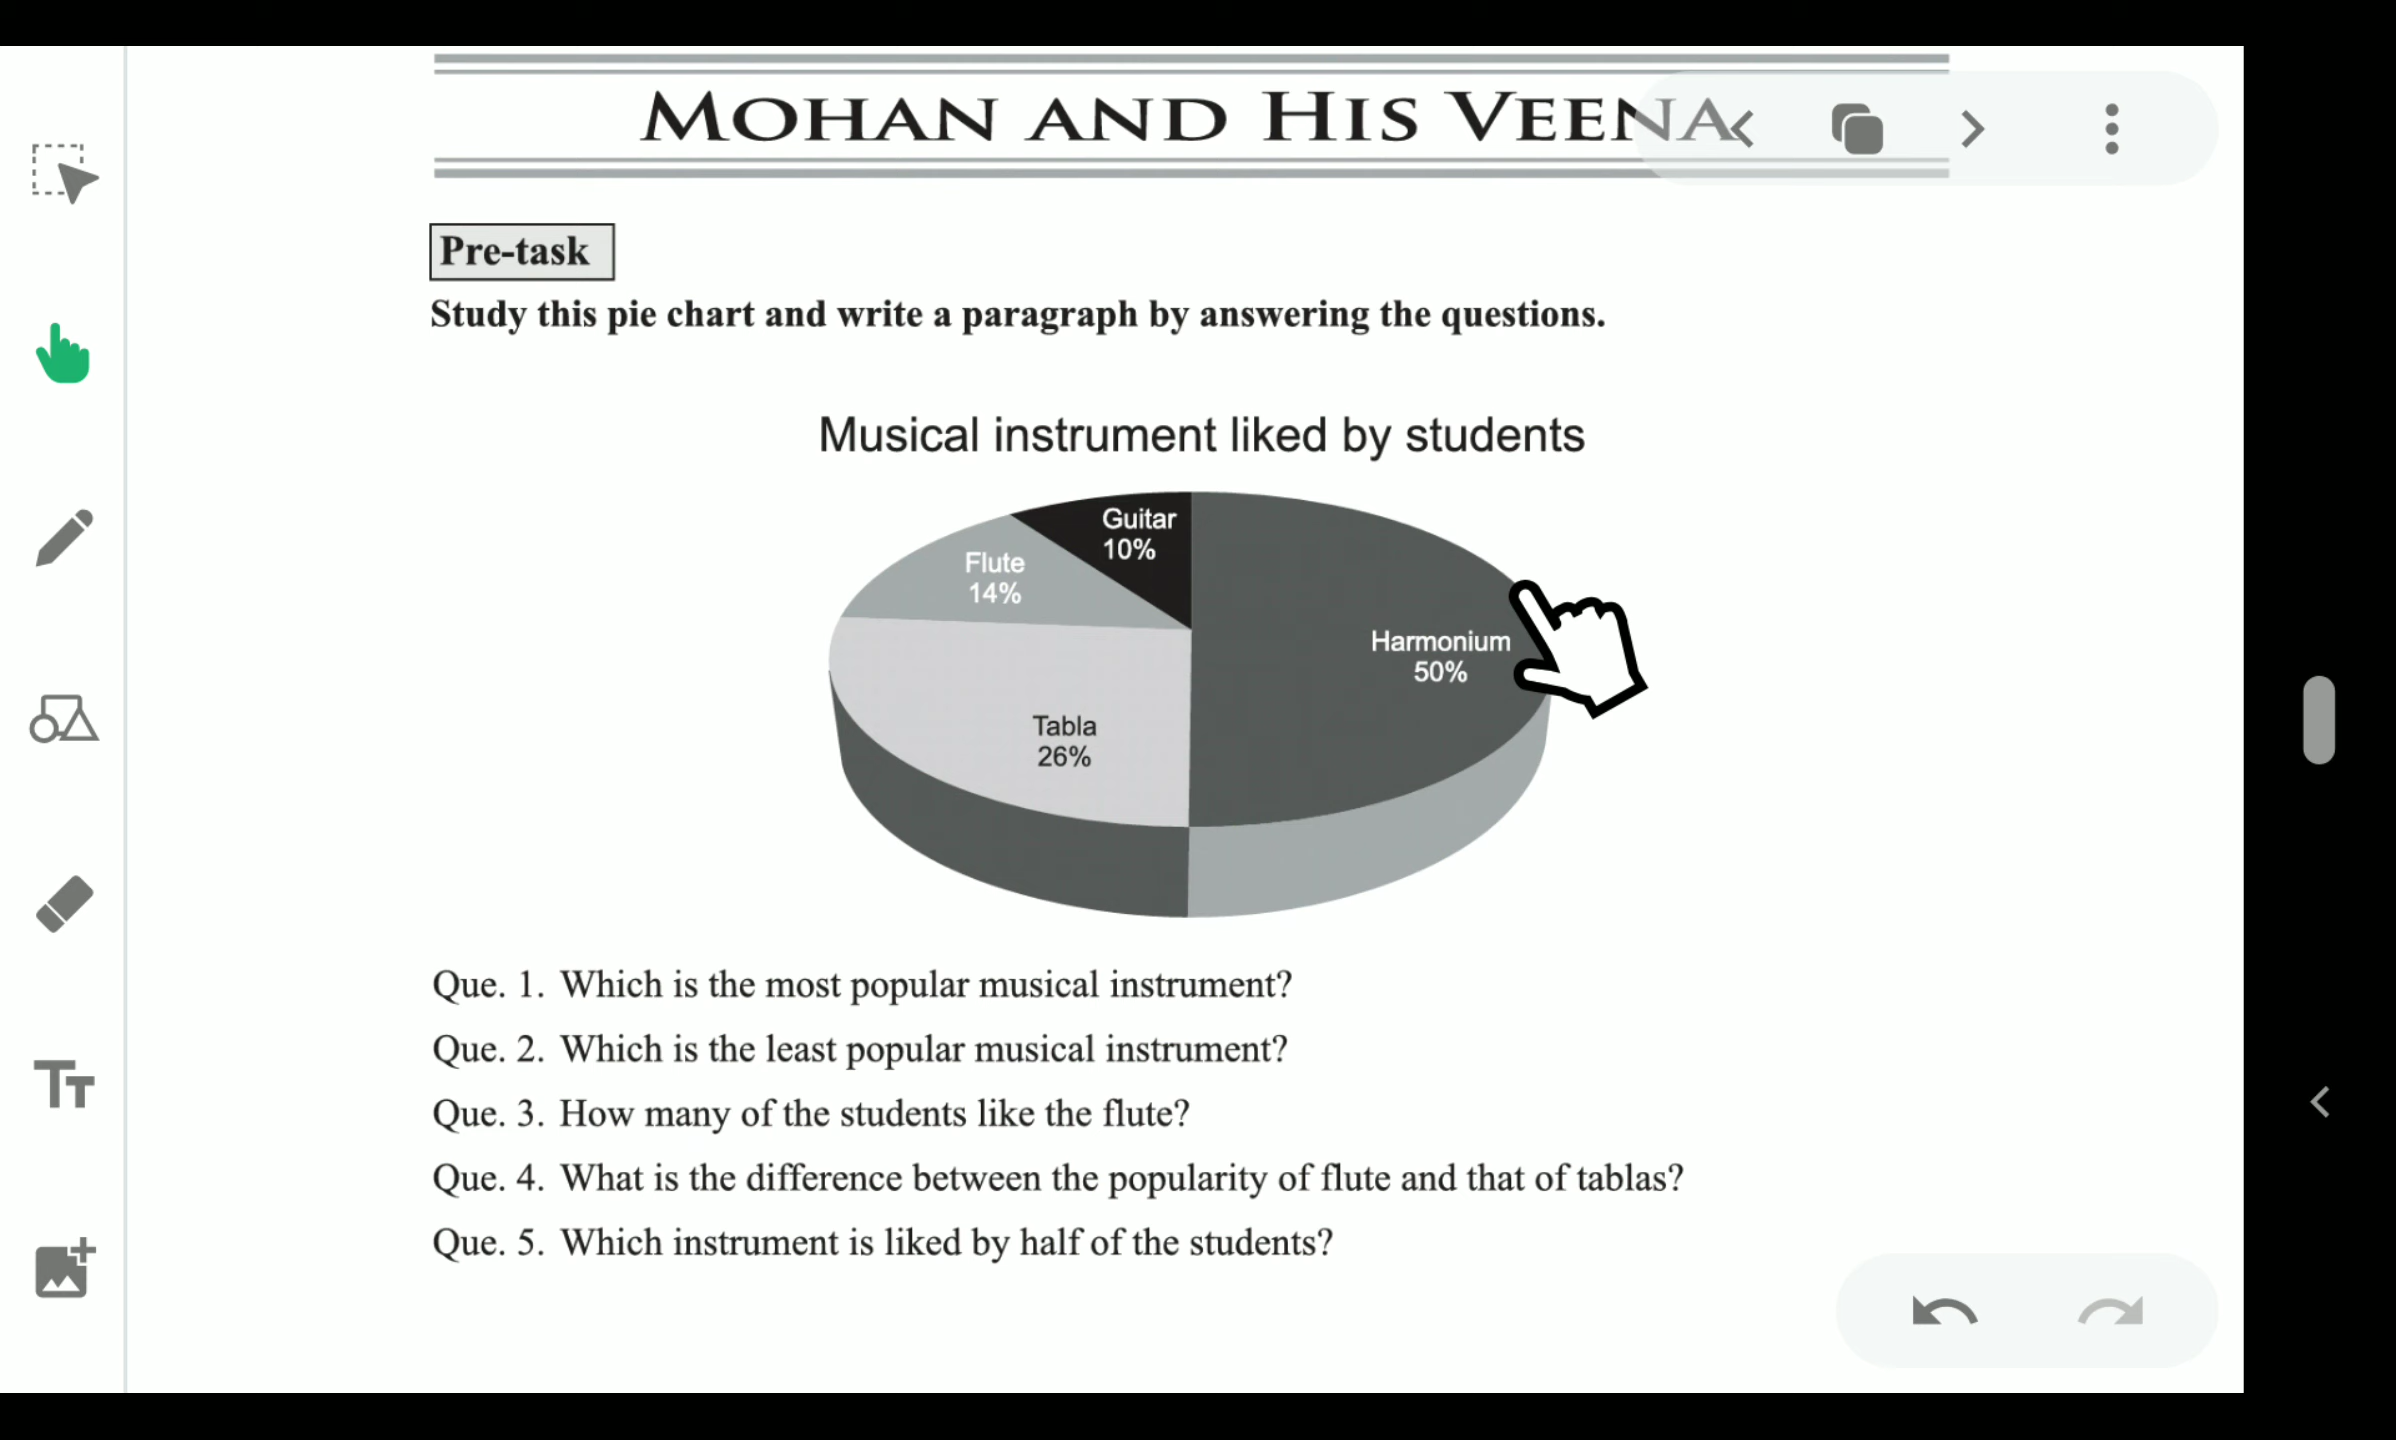 MOHAN AND HIS VEENA
Pre-task
Study this pie chart and write a paragraph by answering the questions.
Musical instrument liked by students
Guitar
10%
Flute
14%
Harmonium
50%
Tabla
26%
Que. 1. Which is the most popular musical instrument?
Que. 2. Which is the least popular musical instrument?
Que. 3. How many of the students like the flute?
Que. 4. What is the difference between the popularity of flute and that of tablas?
Que. 5. Which instrument is liked by half of the students?
TT